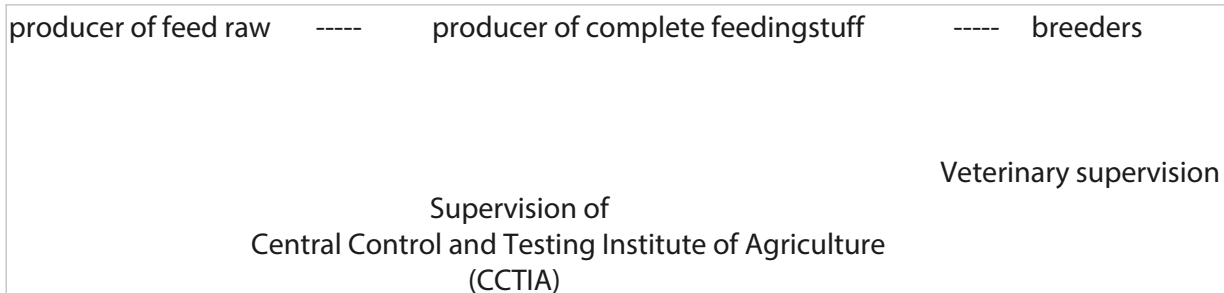 producer of feed raw ----- producer of complete feedingstuff ----- breeders
Veterinary supervision
Supervision of
Central Control and Testing Institute of Agriculture
(CCTIA)